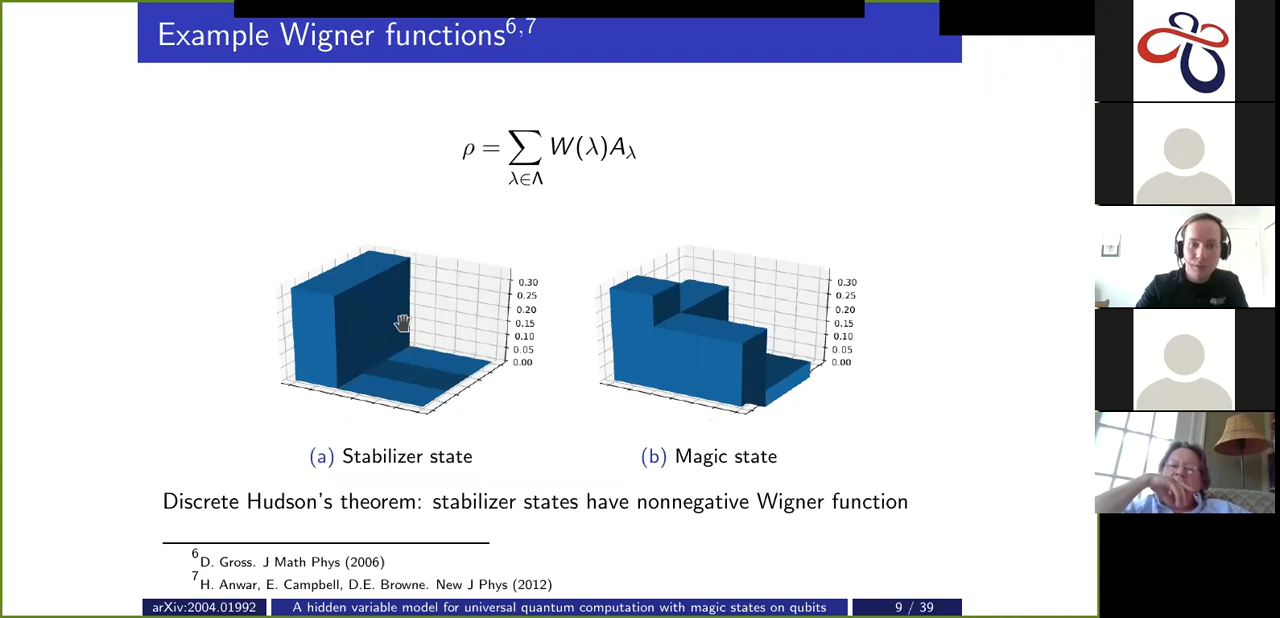 Example Wigner functions6,7
ρ = ∑ W(λ)Aλ
λ∈Λ
0.30
0.25
0.20
0.15
0.10
0.05
0.00
0.30
0.25
0.20
0.15
0.10
0.05
0.00
(a) Stabilizer state
(b) Magic state
Discrete Hudson's theorem: stabilizer states have nonnegative Wigner function
6D. Gross. J Math Phys (2006)
7H. Anwar, E. Campbell, D.E. Browne. New J Phys (2012)
arXiv:2004.01992 A hidden variable model for universal quantum computation with magic states on qubits 9 / 39